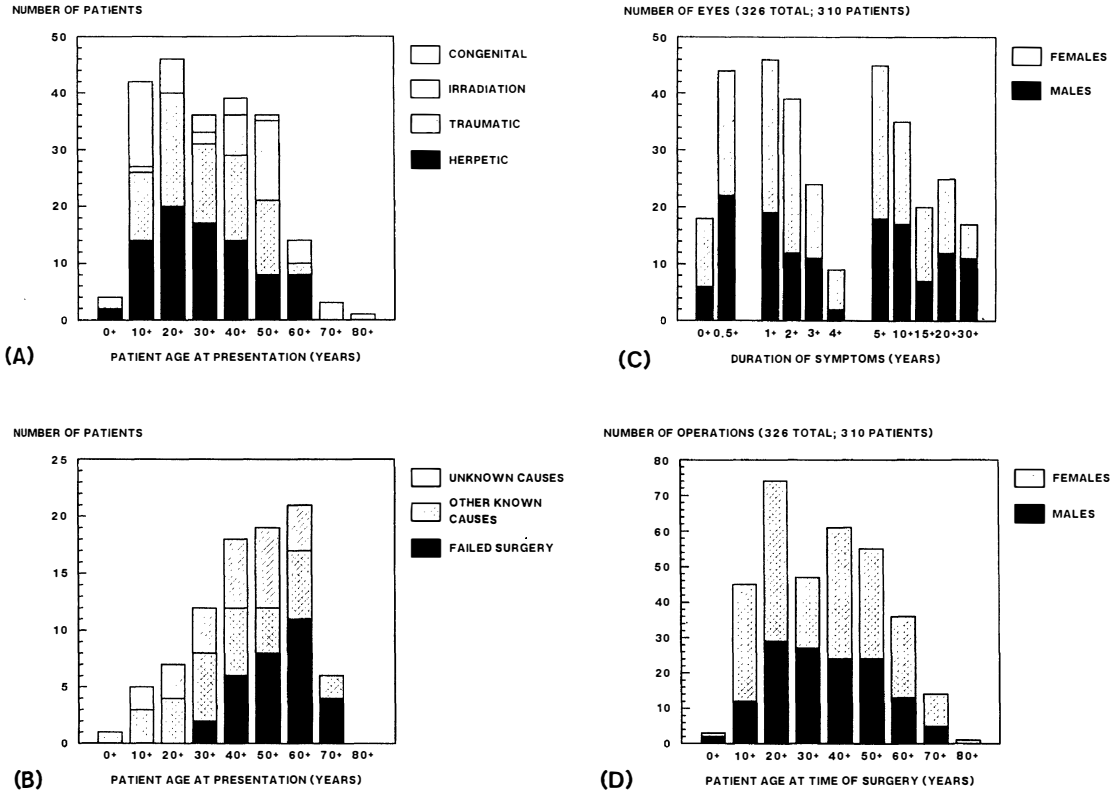 NUMBER OF PATIENTS
50
40
30
20
10
0
0+ 10+ 20+ 30+ 40+ 50+ 60+ 70+ 80+
PATIENT AGE AT PRESENTATION (YEARS)
(A)
CONGENITAL
IRRADIATION
TRAUMATIC
HERPETIC
NUMBER OF EYES (326 TOTAL; 310 PATIENTS)
50
40
30
20
10
0
0+ 0.5+ 1+ 2+ 3+ 4+ 5+ 10+ 15+ 20+ 30+
DURATION OF SYMPTOMS (YEARS)
(C)
FEMALES
MALES
NUMBER OF PATIENTS
25
20
15
10
5
0
0+ 10+ 20+ 30+ 40+ 50+ 60+ 70+ 80+
PATIENT AGE AT PRESENTATION (YEARS)
(B)
UNKNOWN CAUSES
OTHER KNOWN
CAUSES
FAILED SURGERY
NUMBER OF OPERATIONS (326 TOTAL; 310 PATIENTS)
80
70
60
50
40
30
20
10
0
0+ 10+ 20+ 30+ 40+ 50+ 60+ 70+ 80+
PATIENT AGE AT TIME OF SURGERY (YEARS)
(D)
FEMALES
MALES